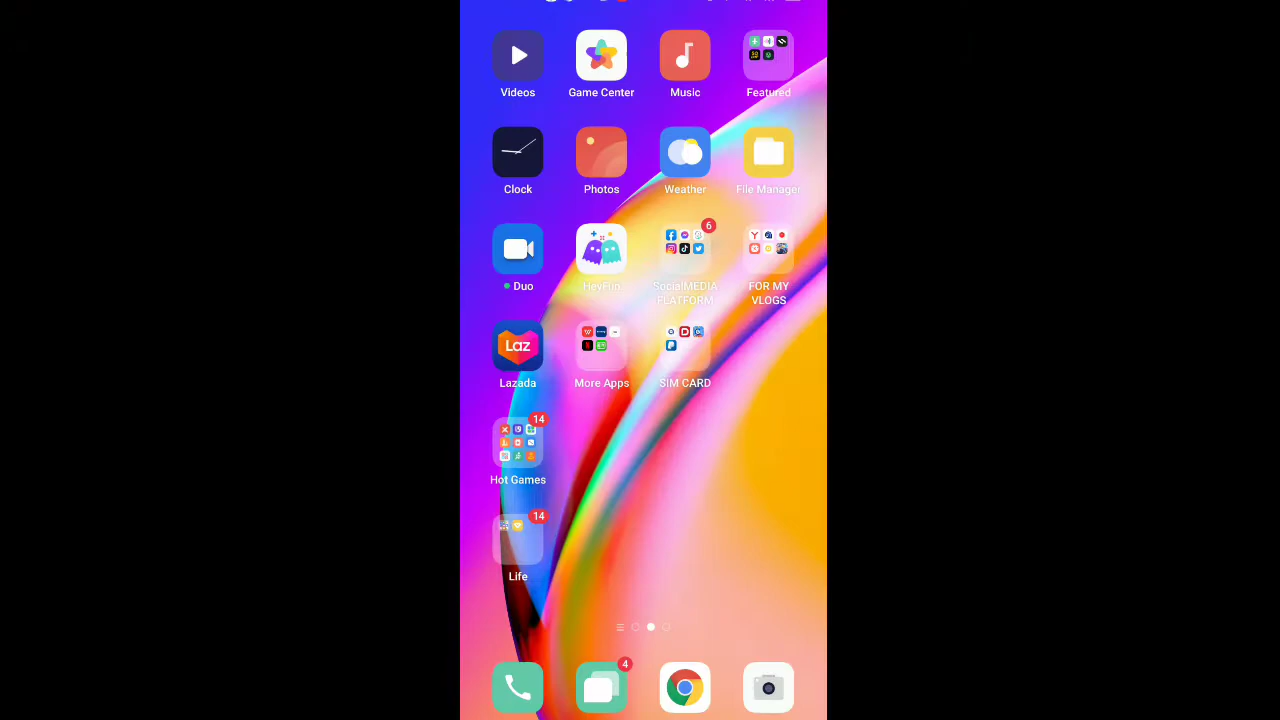 Videos
Game Center
Music
Featured
Clock
Photos
Weather
File Manager
6
Duo
HeyFun
SocialMEDIA
PLATFORM
FOR MY
VLOGS
Laz
Lazada
More Apps
SIM CARD
14
Hot Games
14
Life
4